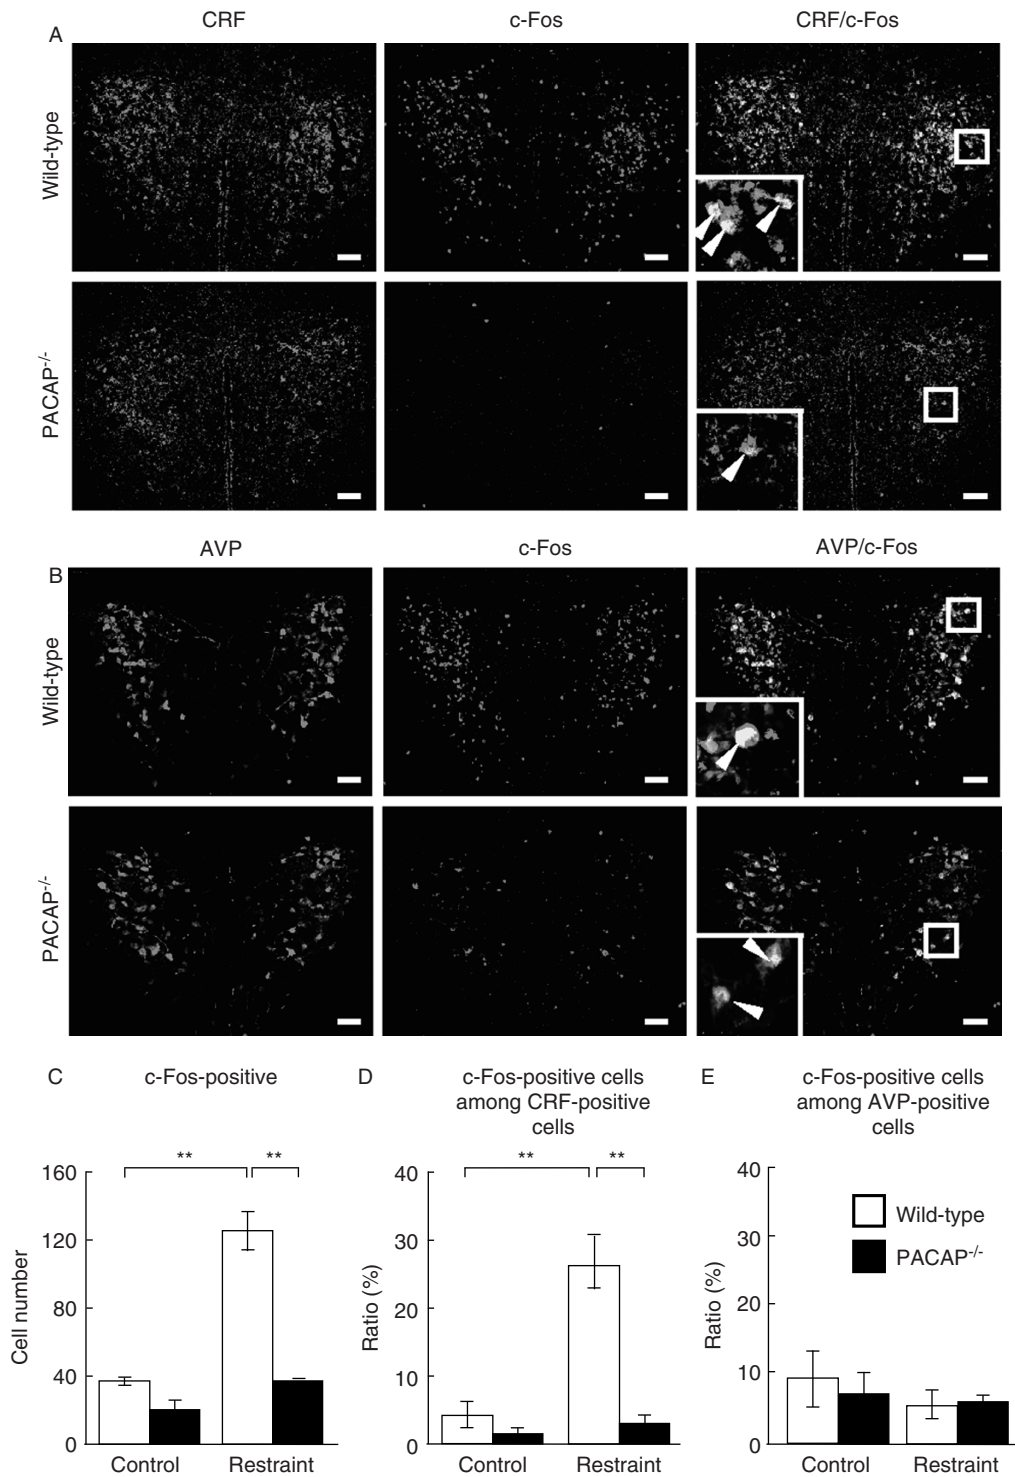 A
CRF
c-Fos
CRF/c-Fos
Wild-type
PACAP-/-
B
AVP
c-Fos
AVP/c-Fos
Wild-type
PACAP-/-
C
c-Fos-positive
**
**
160
120
80
40
0
Cell number
Control
Restraint
D
c-Fos-positive cells
among CRF-positive
cells
**
**
40
30
20
10
0
Ratio (%)
Control
Restraint
E
c-Fos-positive cells
among AVP-positive
cells
40
30
20
10
0
Ratio (%)
Wild-type
PACAP-/-
Control
Restraint